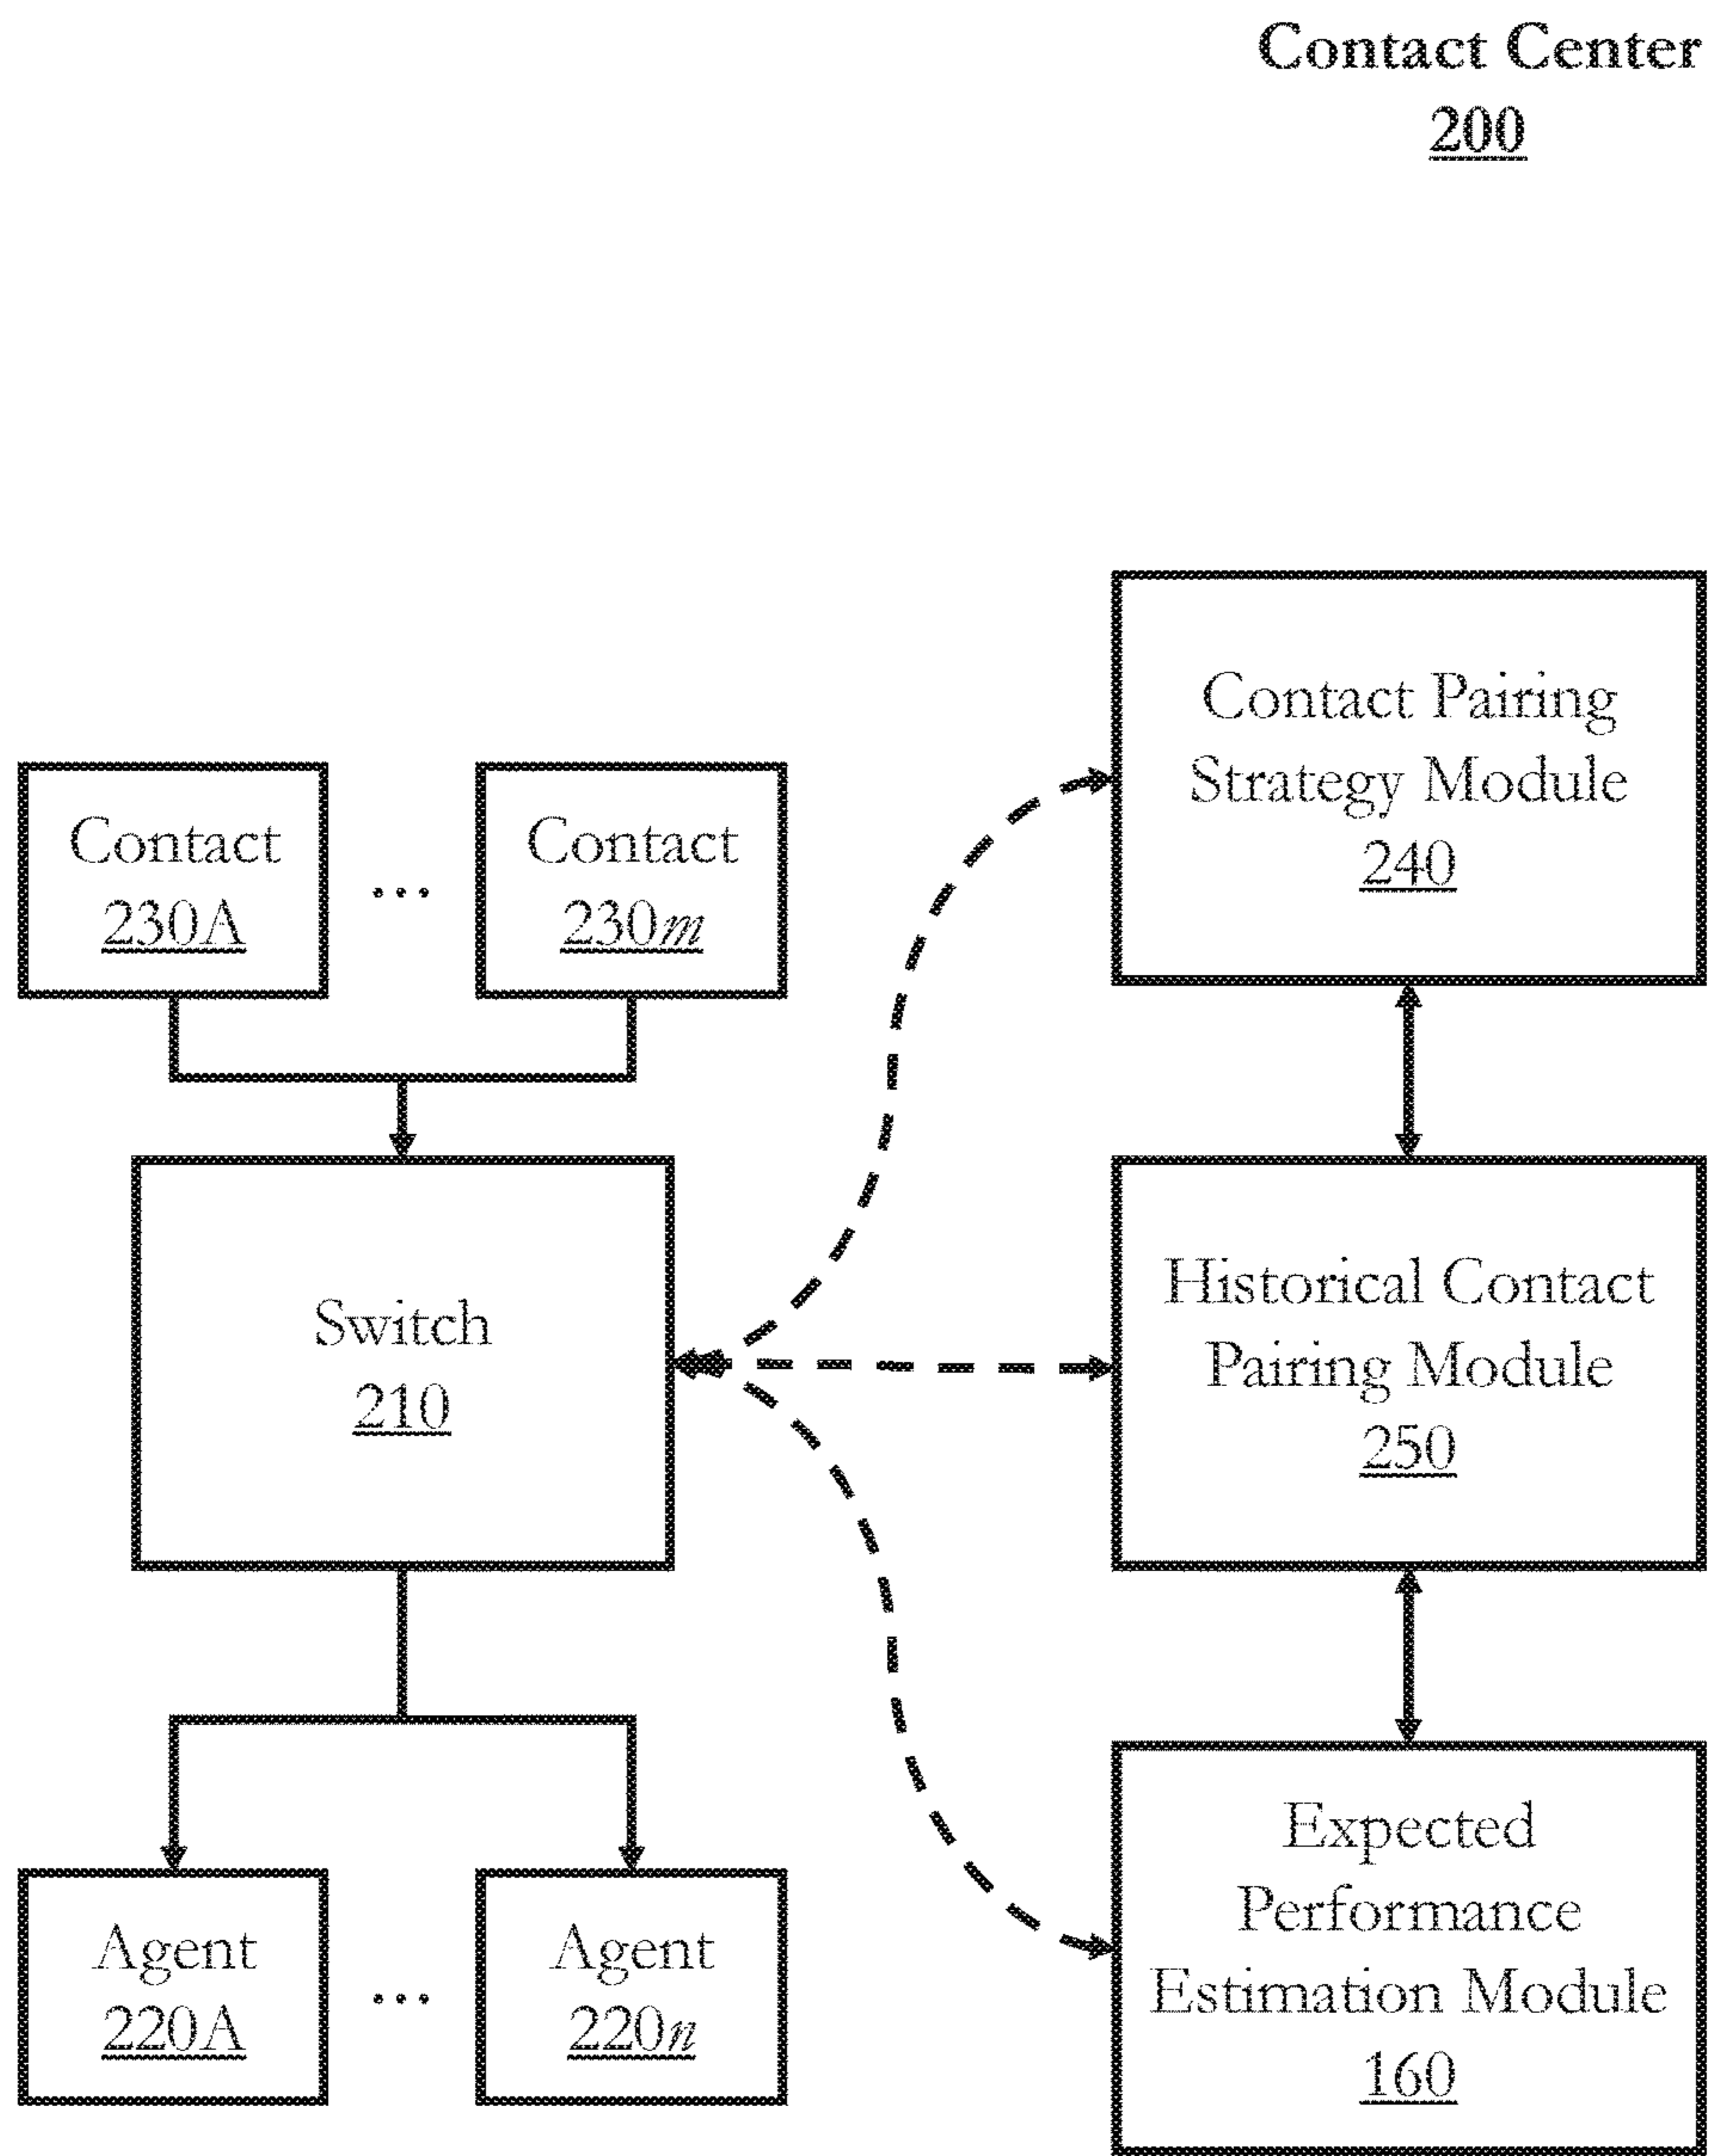 Contact Center
200
Contact Pairing
Strategy Module
240
Contact
230A
...
Contact
230m
Switch
210
Historical Contact
Pairing Module
250
Agent
220A
...
Agent
220n
Expected
Performance
Estimation Module
160